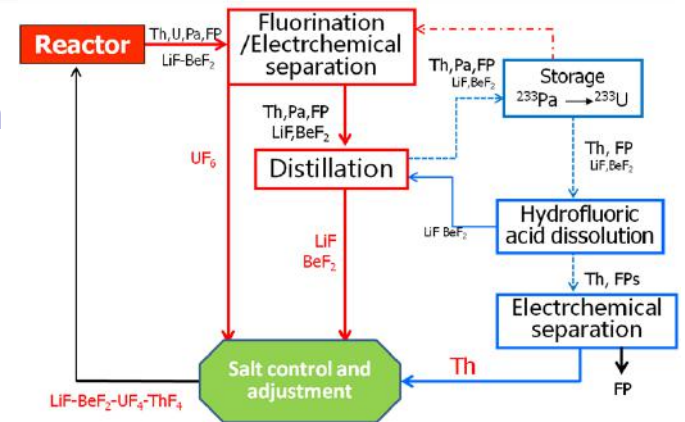 Reactor
Th,U,Pa,FP
LiF-BeF₂
Fluorination
/Electrchemical
separation
Th,Pa,FP
LiF,BeF₂
Storage
²³³Pa → ²³³U
Th,Pa,FP
LiF,BeF₂
UF₆
Distillation
Th, FP
LiF,BeF₂
LiF BeF₂
Hydrofluoric
acid dissolution
LiF
BeF₂
Th, FPs
Electrchemical
separation
Salt control and
adjustment
Th
FP
LiF-BeF₂-UF₄-ThF₄